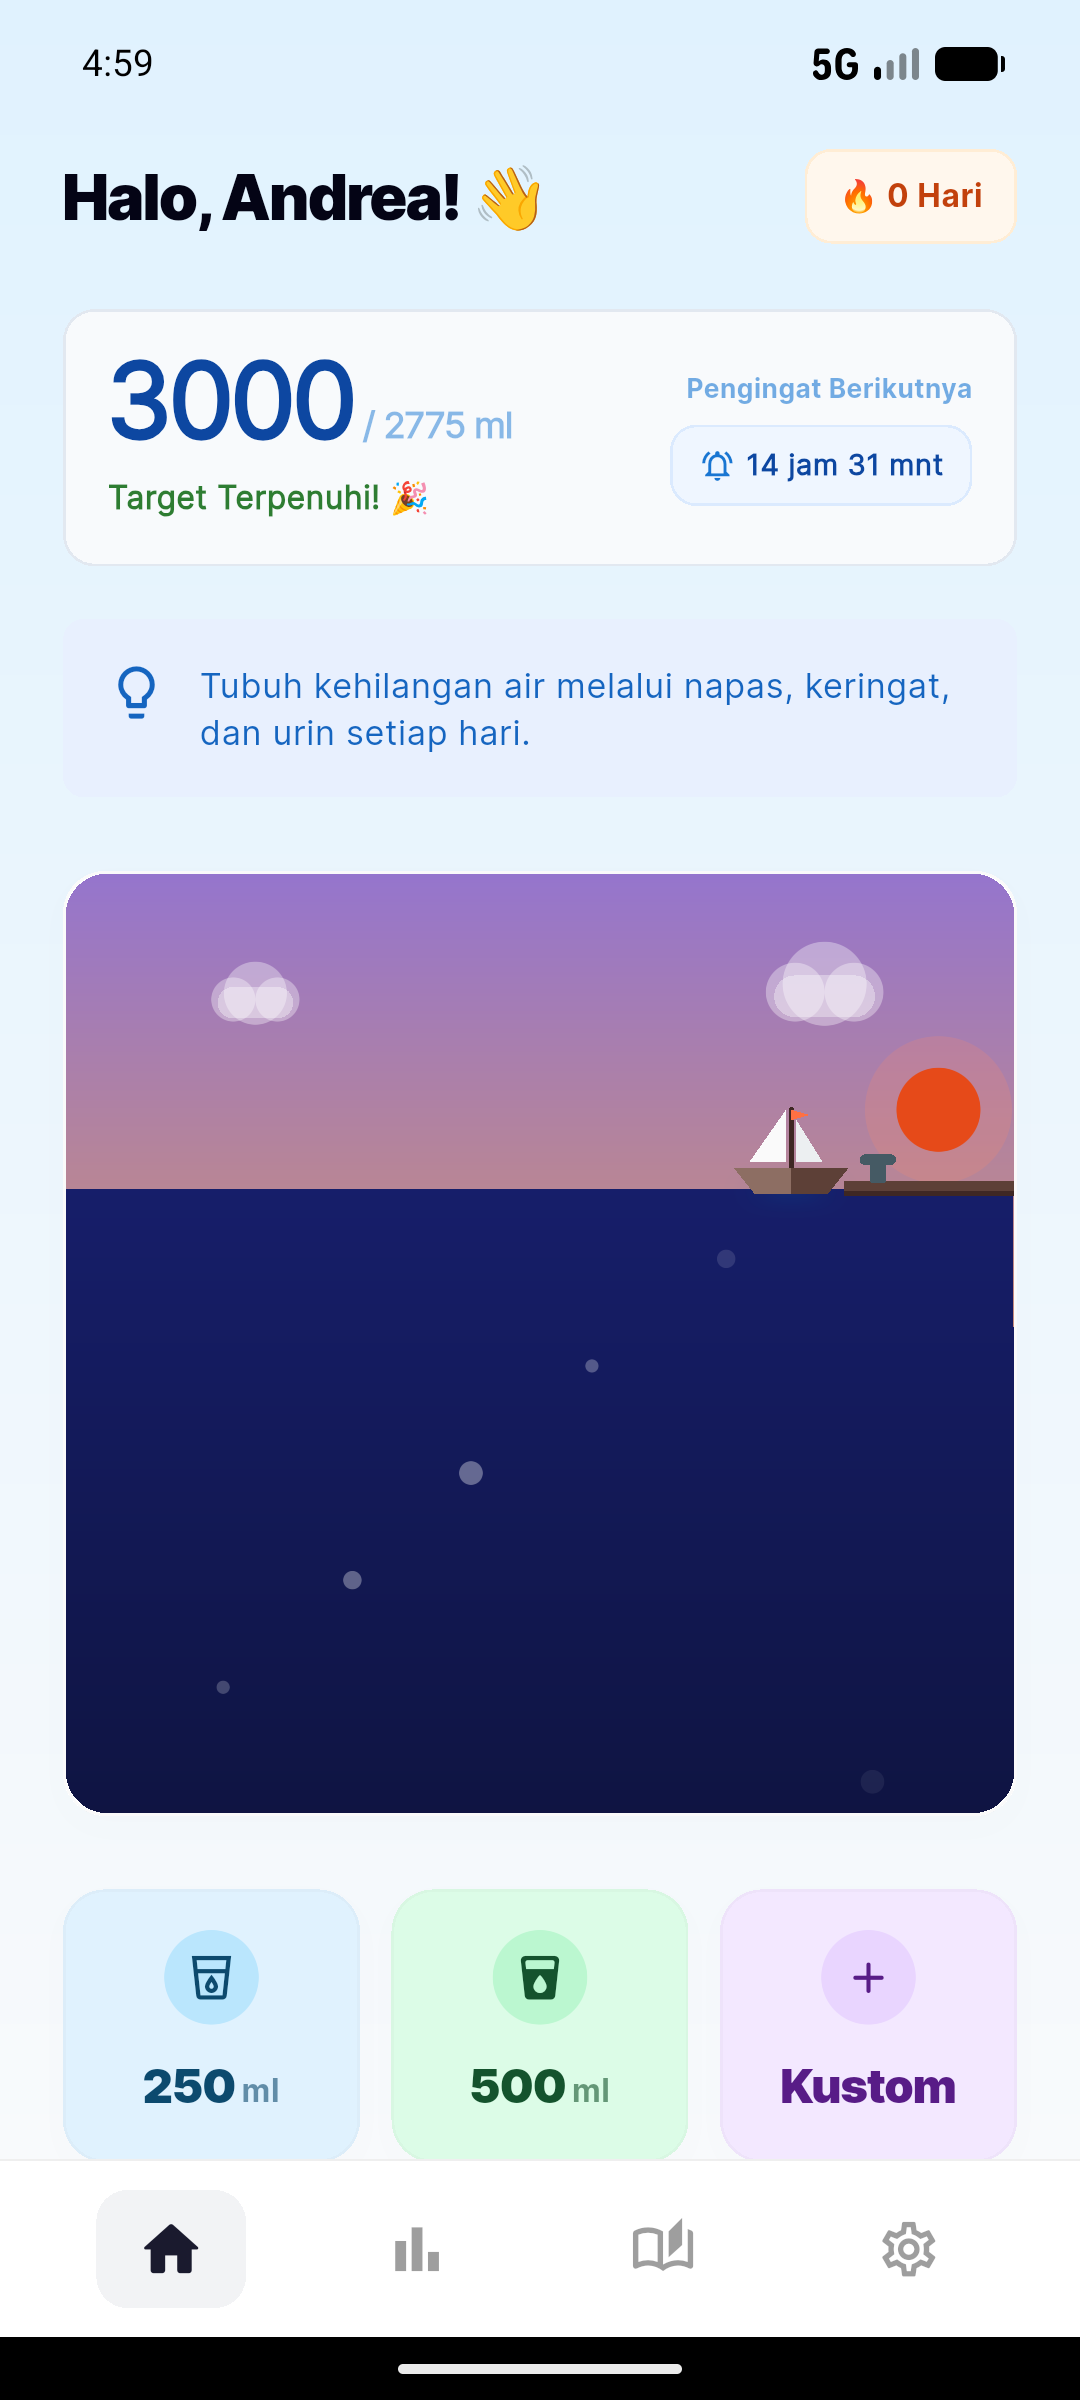 4:59
5G
Halo, Andrea! 👋
🔥 0 Hari
3000 / 2775 ml
Target Terpenuhi! 🎉
Pengingat Berikutnya
14 jam 31 mnt
Tubuh kehilangan air melalui napas, keringat,
dan urin setiap hari.
250 ml
500 ml
Kustom